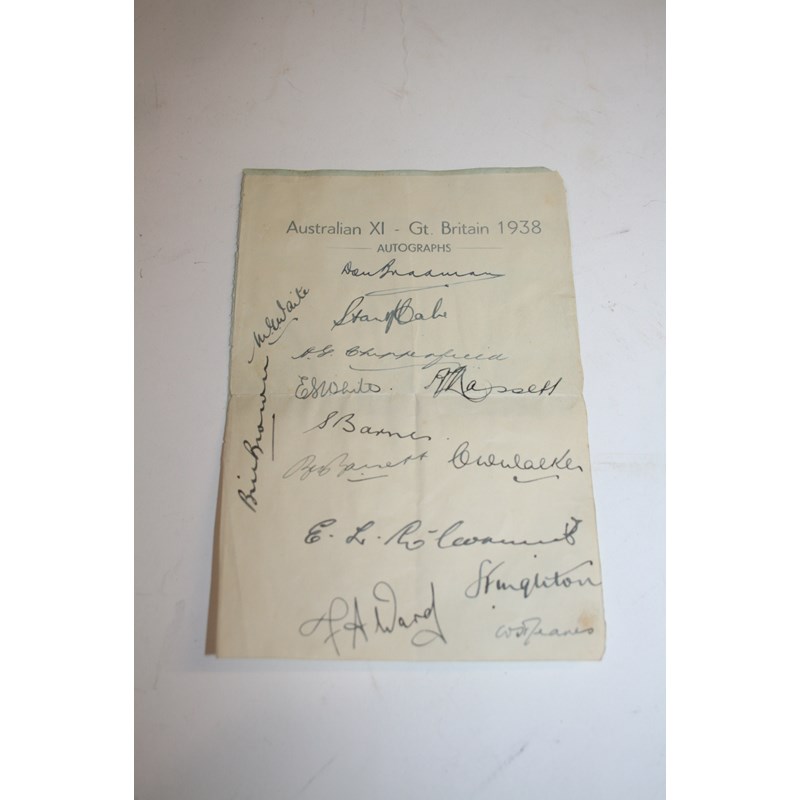 Australian XI - Gt. Britain 1938
AUTOGRAPHS
Don Bradman
Stan McCabe
A.G. Chipperfield
E S White. A L Hassett
S Barnes.
B A Barnett C W Walker
E. L. McCormick
J Fingleton
F A Ward
Bill Brown
M G Waite